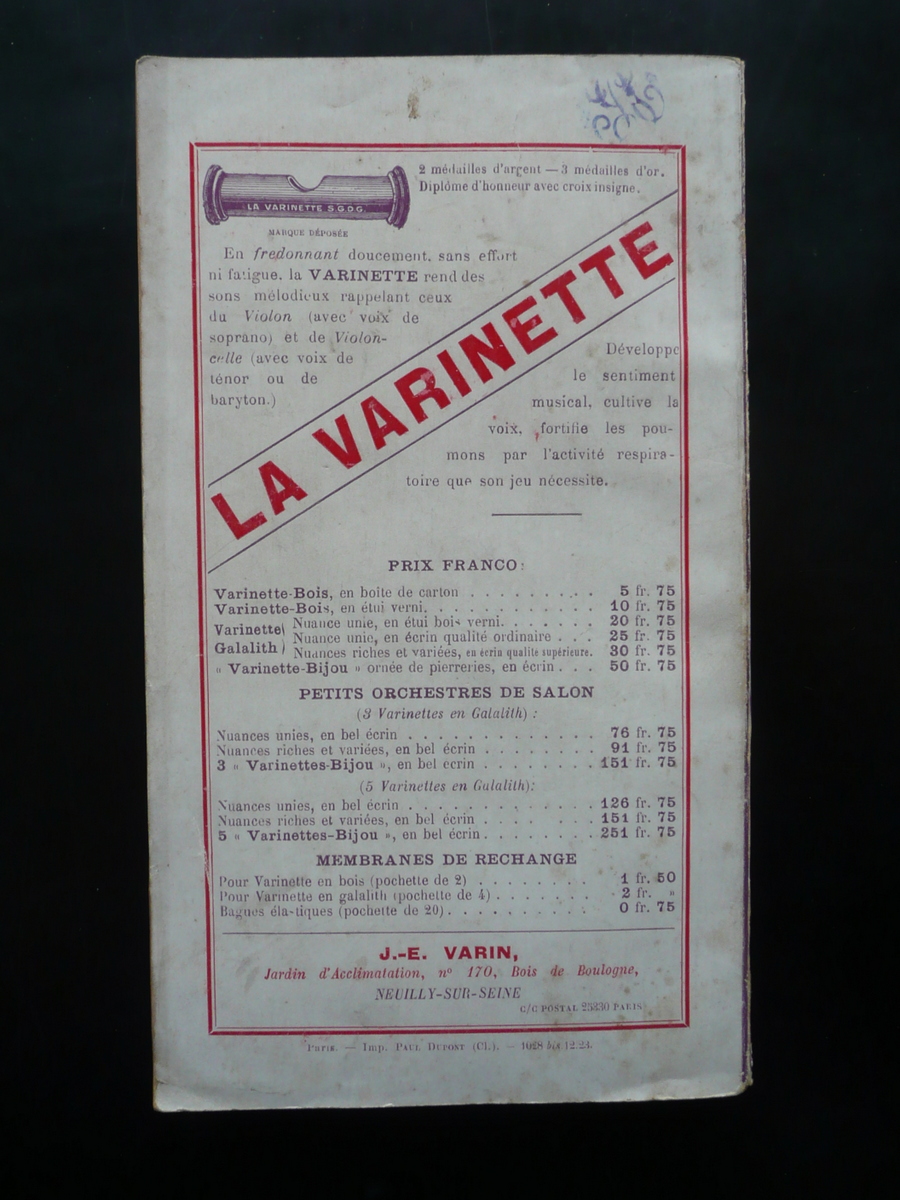 2 médailles d'argent — 3 médailles d'or.
Diplôme d'honneur avec croix insigne.
LA VARINETTE S.G.D.G.
MARQUE DÉPOSÉE
En fredonnant doucement, sans effort
ni fatigue, la VARINETTE rend des
sons mélodieux rappelant ceux
du Violon (avec voix de
soprano) et de Violon-
celle (avec voix de
ténor ou de
baryton.)
LA VARINETTE
Développe
le sentiment
musical, cultive la
voix, fortifie les pou-
mons par l'activité respira-
toire que son jeu nécessite.
PRIX FRANCO:
Varinette-Bois, en boîte de carton . . . . . . . . . 5 fr. 75
Varinette-Bois, en étui verni. . . . . . . . . . . . 10 fr. 75
Varinette Galalith
Nuance unie, en étui bois verni. . . . . . . 20 fr. 75
Nuance unie, en écrin qualité ordinaire . . . 25 fr. 75
Nuances riches et variées, en écrin qualité supérieure. 30 fr. 75
« Varinette-Bijou » ornée de pierreries, en écrin . . . 50 fr. 75
PETITS ORCHESTRES DE SALON
(3 Varinettes en Galalith) :
Nuances unies, en bel écrin . . . . . . . . . . . . . 76 fr. 75
Nuances riches et variées, en bel écrin . . . . . . . . 91 fr. 75
3 « Varinettes-Bijou », en bel écrin . . . . . . . . 151 fr. 75
(5 Varinettes en Galalith):
Nuances unies, en bel écrin . . . . . . . . . . . . . 126 fr. 75
Nuances riches et variées, en bel écrin . . . . . . . . 151 fr. 75
5 « Varinettes-Bijou », en bel écrin . . . . . . . . 251 fr. 75
MEMBRANES DE RECHANGE
Pour Varinette en bois (pochette de 2) . . . . . . . . 1 fr. 50
Pour Varinette en galalith (pochette de 4) . . . . . . . 2 fr. »
Bagues élastiques (pochette de 20). . . . . . . . . . . 0 fr. 75
J.-E. VARIN,
Jardin d'Acclimatation, n° 170, Bois de Boulogne,
NEUILLY-SUR-SEINE
C/C POSTAL 25330 PARIS
Paris. — Imp. PAUL DUPONT (Cl.). — 1028 bis 12.23.